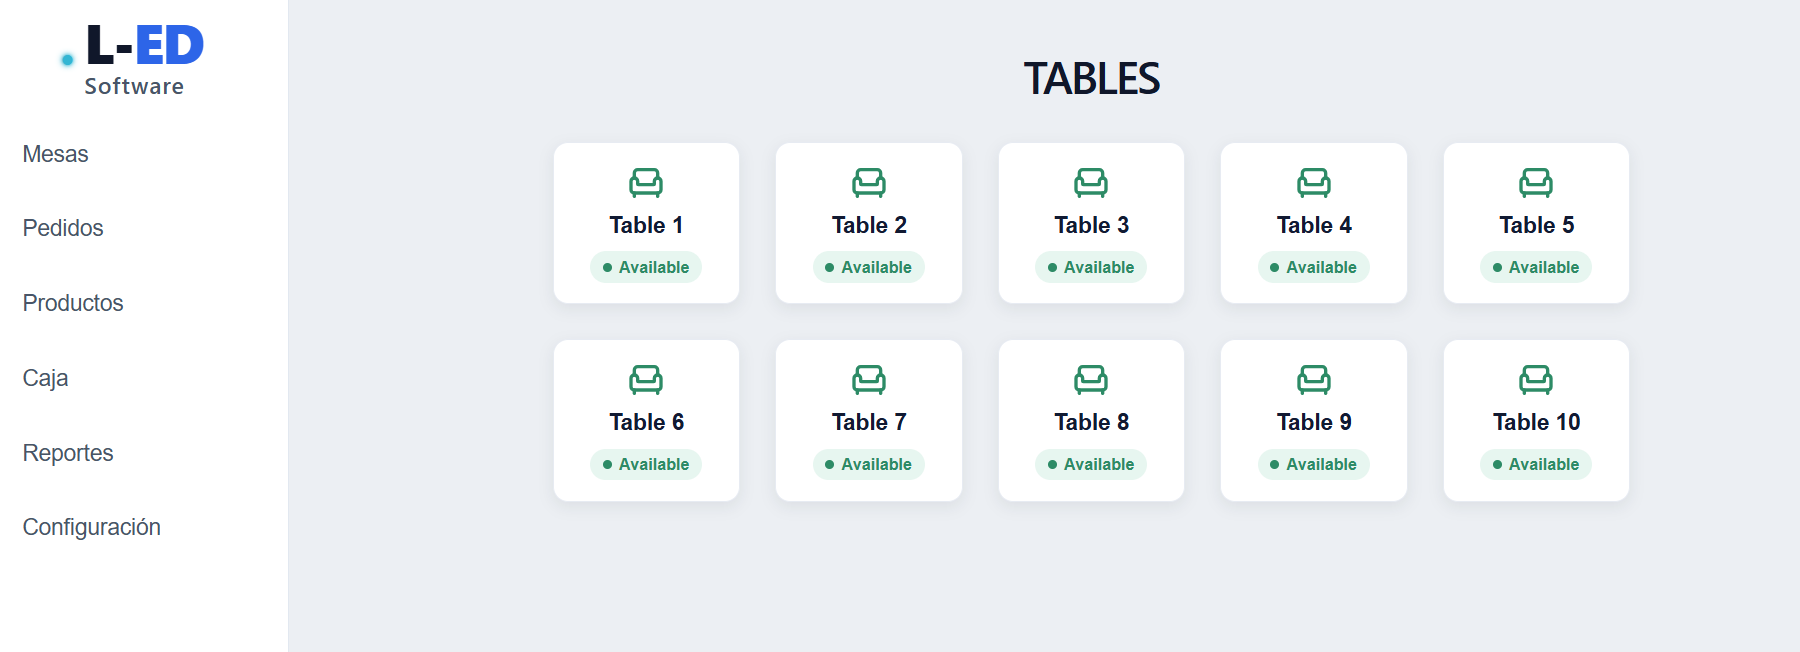 L-ED
Software
Mesas
Pedidos
Productos
Caja
Reportes
Configuración
TABLES
Table 1
Available
Table 2
Available
Table 3
Available
Table 4
Available
Table 5
Available
Table 6
Available
Table 7
Available
Table 8
Available
Table 9
Available
Table 10
Available